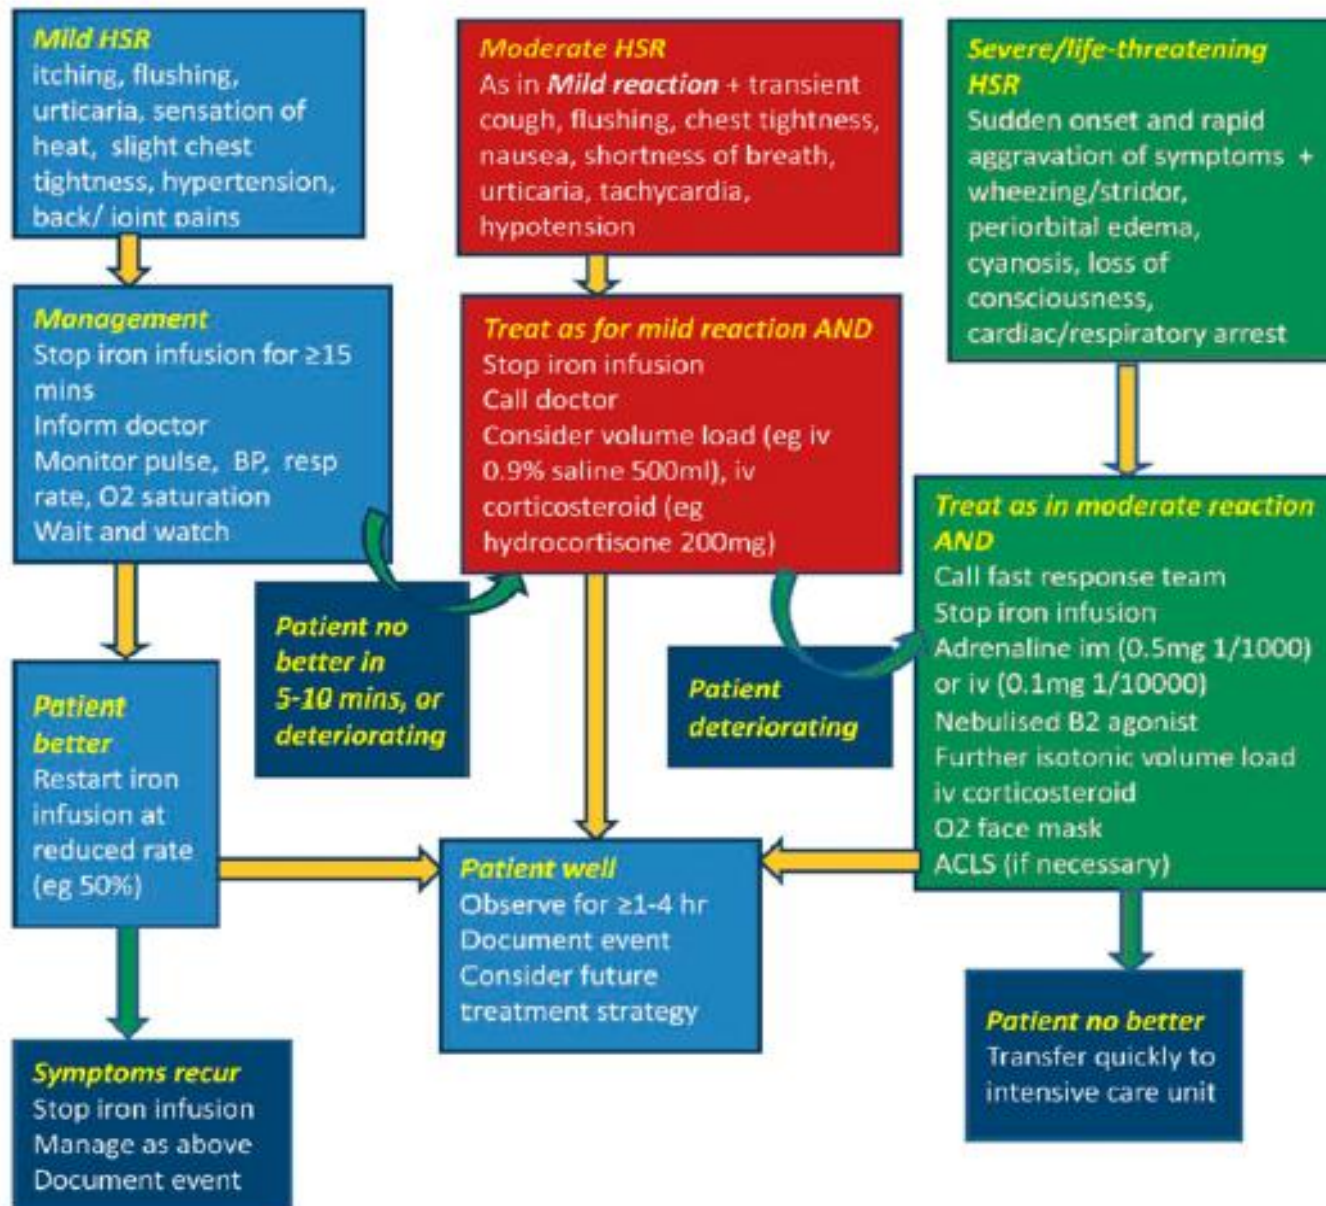 Mild HSR
itching, flushing,
urticaria, sensation of
heat, slight chest
tightness, hypertension,
back/ joint pains
Moderate HSR
As in Mild reaction + transient
cough, flushing, chest tightness,
nausea, shortness of breath,
urticaria, tachycardia,
hypotension
Severe/life-threatening
HSR
Sudden onset and rapid
aggravation of symptoms +
wheezing/stridor,
periorbital edema,
cyanosis, loss of
consciousness,
cardiac/respiratory arrest
Management
Stop iron infusion for ≥15
mins
Inform doctor
Monitor pulse, BP, resp
rate, O2 saturation
Wait and watch
Treat as for mild reaction AND
Stop iron infusion
Call doctor
Consider volume load (eg iv
0.9% saline 500ml), iv
corticosteroid (eg
hydrocortisone 200mg)
Treat as in moderate reaction
AND
Call fast response team
Stop iron infusion
Adrenaline im (0.5mg 1/1000)
or iv (0.1mg 1/10000)
Nebulised B2 agonist
Further isotonic volume load
iv corticosteroid
O2 face mask
ACLS (if necessary)
Patient no
better in
5-10 mins, or
deteriorating
Patient
deteriorating
Patient
better
Restart iron
infusion at
reduced rate
(eg 50%)
Patient well
Observe for ≥1-4 hr
Document event
Consider future
treatment strategy
Patient no better
Transfer quickly to
intensive care unit
Symptoms recur
Stop iron infusion
Manage as above
Document event